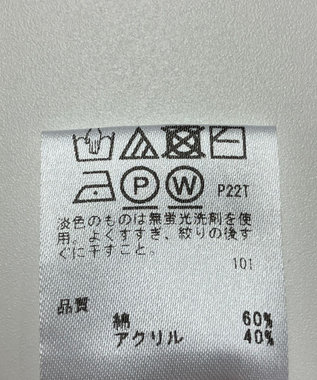 P W P22T
淡色のものは無蛍光洗剤を使
用。よくすすぎ、絞りの後す
ぐに干すこと。
101
品質
綿 60%
アクリル 40%